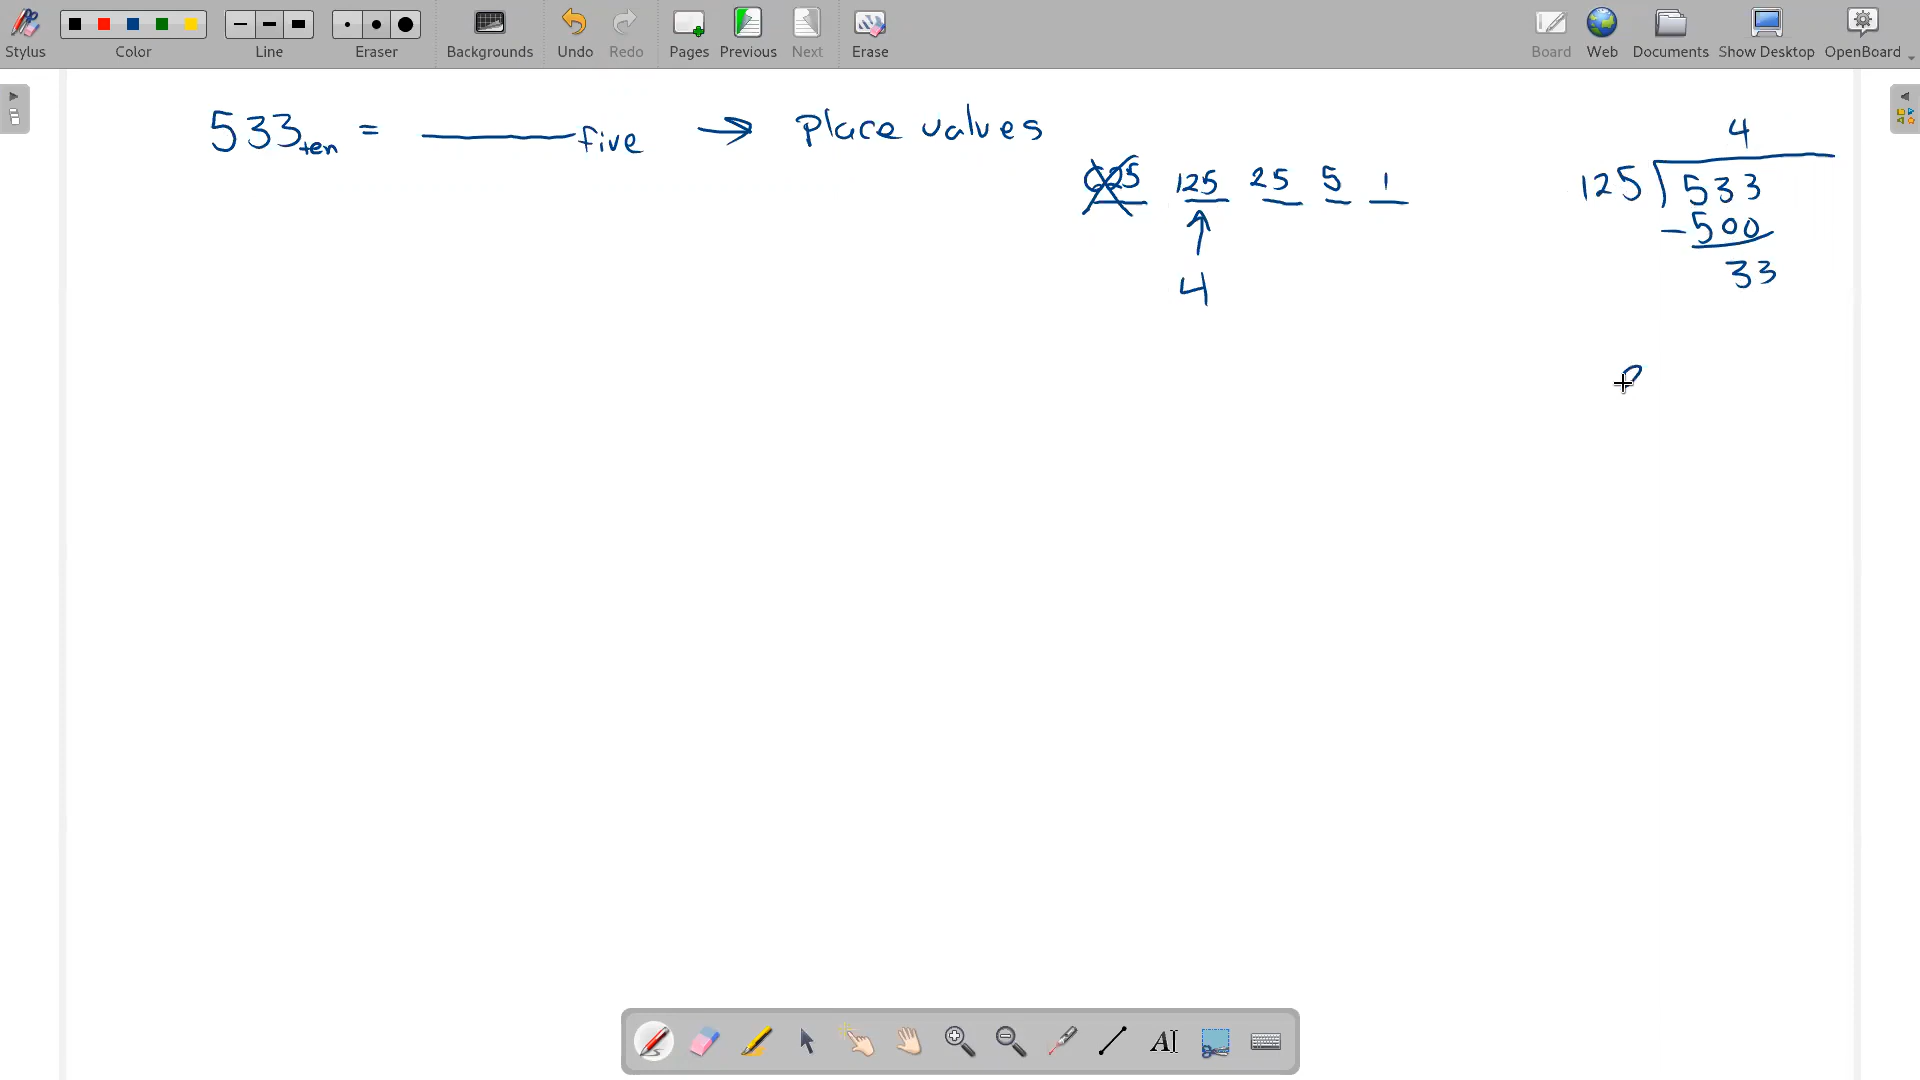 Stylus Color Line Eraser Backgrounds Undo Redo Pages Previous Next Erase Board Web Documents Show Desktop OpenBoard
533ten = ______five → Place values
625 125 25 5 1
4
4
125 533
-500
33
2